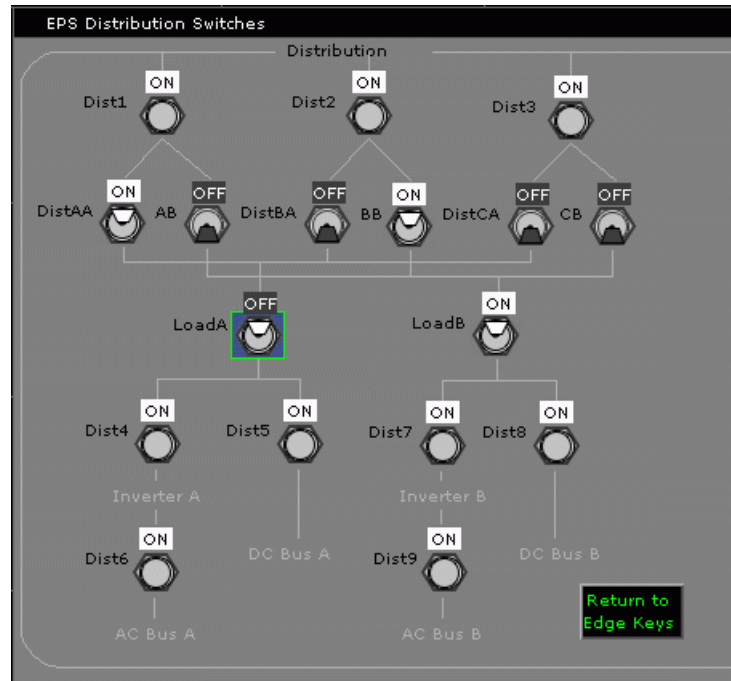 EPS Distribution Switches
Distribution
ON
ON
ON
Dist1
Dist2
Dist3
ON
OFF
OFF
ON
OFF
OFF
DistAA
AB
DistBA
BB
DistCA
CB
OFF
ON
LoadA
LoadB
ON
ON
ON
ON
Dist4
Dist5
Dist7
Dist8
Inverter A
Inverter B
ON
ON
Dist6
DC Bus A
Dist9
DC Bus B
Return to
Edge Keys
AC Bus A
AC Bus B